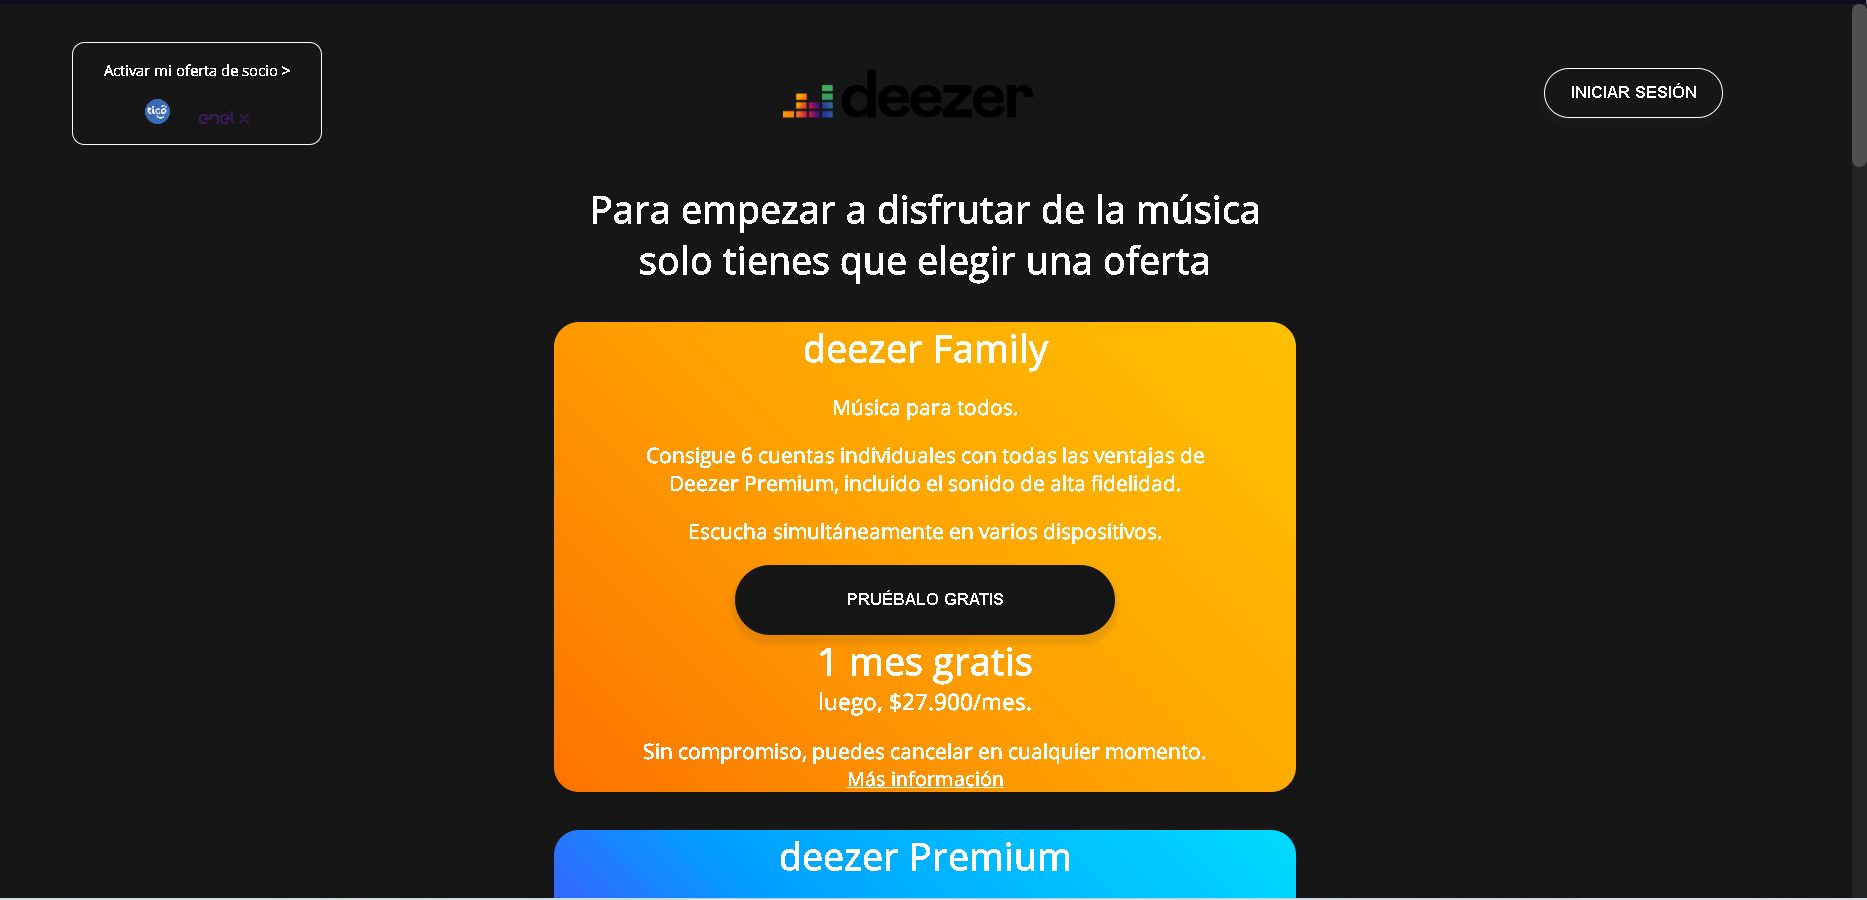 Activar mi oferta de socio >
tigo
enel x
deezer
INICIAR SESIÓN
Para empezar a disfrutar de la música
solo tienes que elegir una oferta
deezer Family
Música para todos.
Consigue 6 cuentas individuales con todas las ventajas de
Deezer Premium, incluido el sonido de alta fidelidad.
Escucha simultáneamente en varios dispositivos.
PRUÉBALO GRATIS
1 mes gratis
luego, $27.900/mes.
Sin compromiso, puedes cancelar en cualquier momento.
Más información
deezer Premium